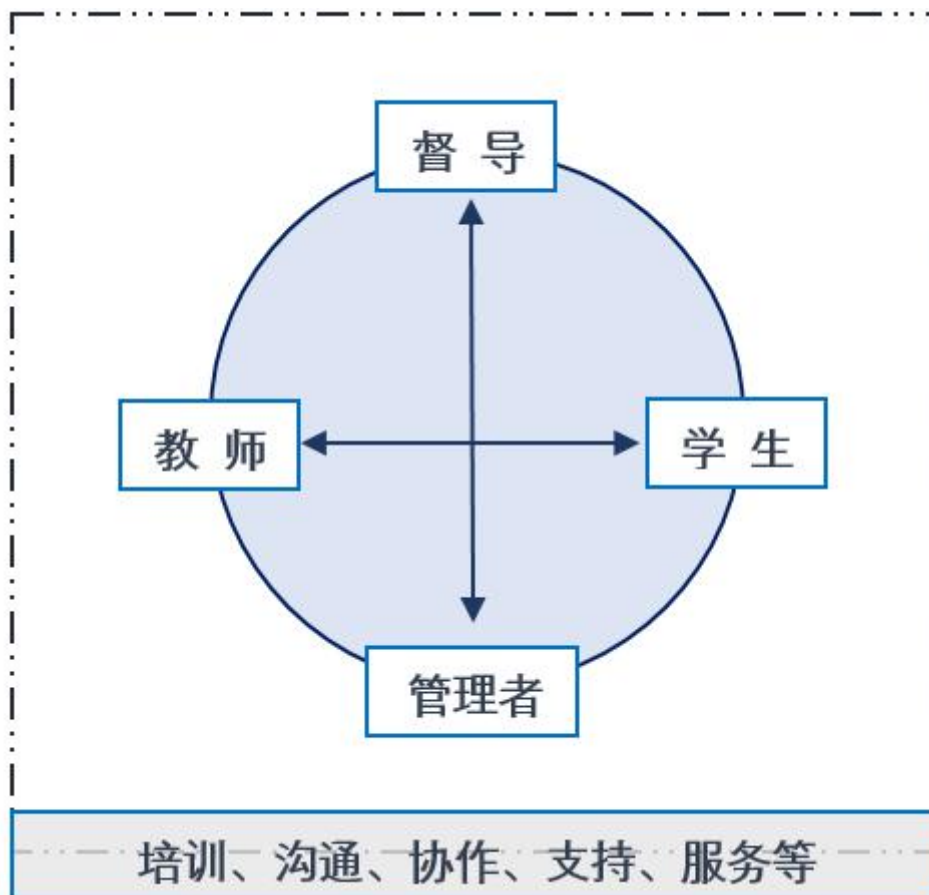 督 导
教 师
学 生
管理者
培训、沟通、协作、支持、服务等